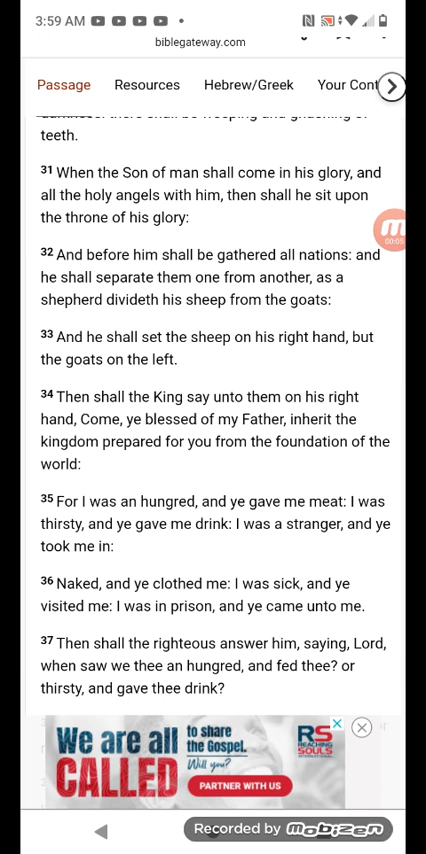 3:59 AM
biblegateway.com
Passage Resources Hebrew/Greek Your Cont
teeth.
31 When the Son of man shall come in his glory, and
all the holy angels with him, then shall he sit upon
the throne of his glory:
00:05
32 And before him shall be gathered all nations: and
he shall separate them one from another, as a
shepherd divideth his sheep from the goats:
33 And he shall set the sheep on his right hand, but
the goats on the left.
34 Then shall the King say unto them on his right
hand, Come, ye blessed of my Father, inherit the
kingdom prepared for you from the foundation of the
world:
35 For I was an hungred, and ye gave me meat: I was
thirsty, and ye gave me drink: I was a stranger, and ye
took me in:
36 Naked, and ye clothed me: I was sick, and ye
visited me: I was in prison, and ye came unto me.
37 Then shall the righteous answer him, saying, Lord,
when saw we thee an hungred, and fed thee? or
thirsty, and gave thee drink?
We are all
CALLED
to share
the Gospel.
Will you?
PARTNER WITH US
RS
REACHING
SOULS
INTERNATIONAL
Recorded by mobizen